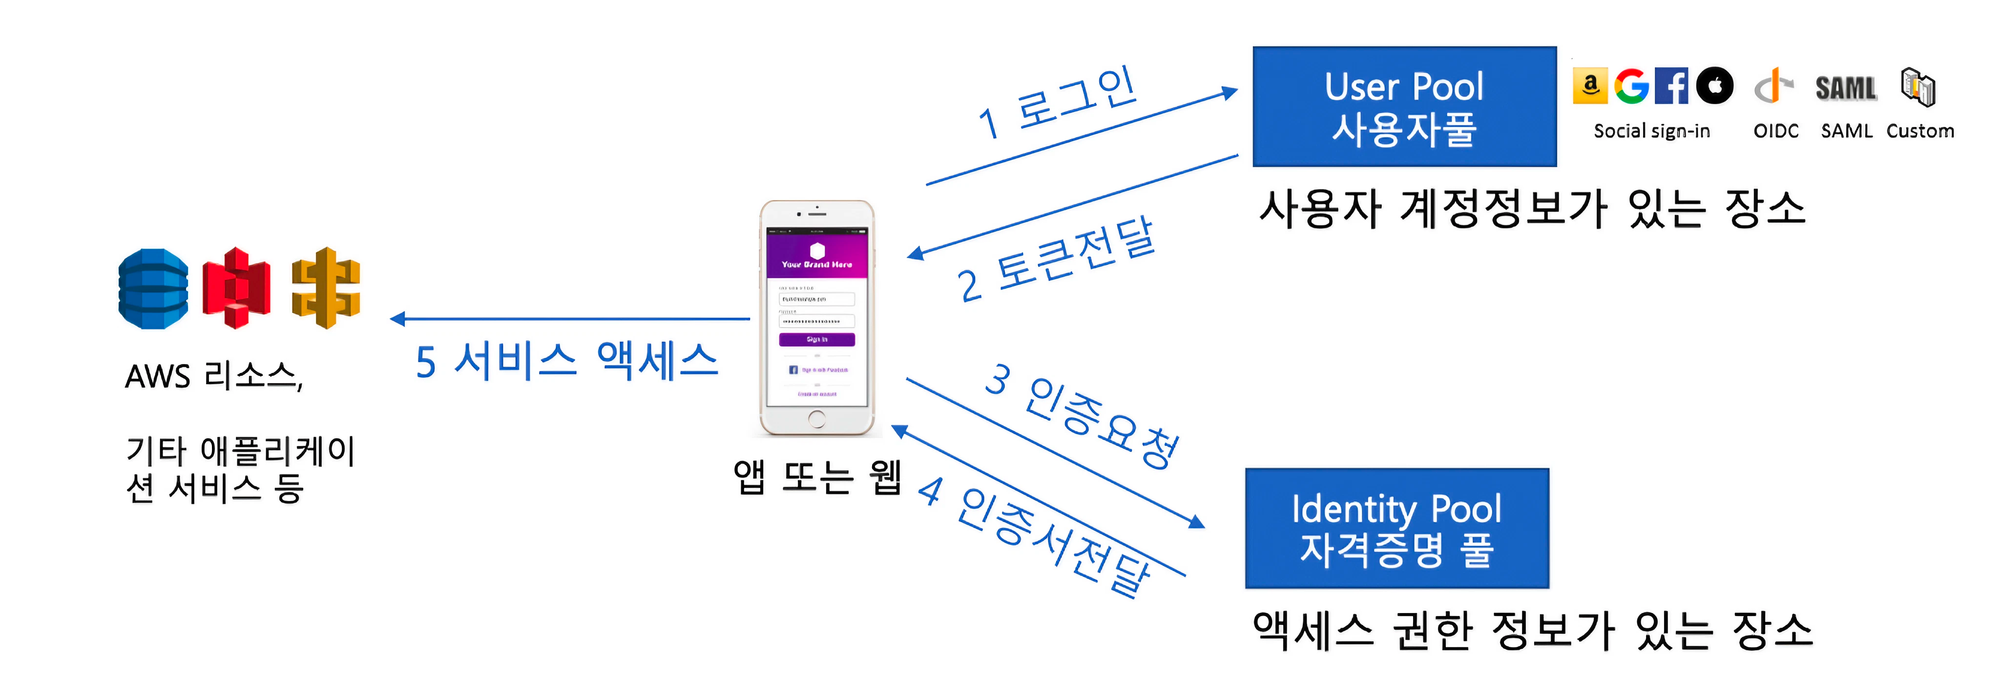 1 로그인
User Pool
사용자풀
a
f
SAML
Social sign-in
OIDC
SAML
Custom
사용자 계정정보가 있는 장소
2 토큰전달
Your Brand Here
Sign in
f
Sign in with Facebook
앱 또는 웹
5 서비스 액세스
AWS 리소스,
기타 애플리케이
션 서비스 등
3 인증요청
4 인증서전달
Identity Pool
자격증명 풀
액세스 권한 정보가 있는 장소